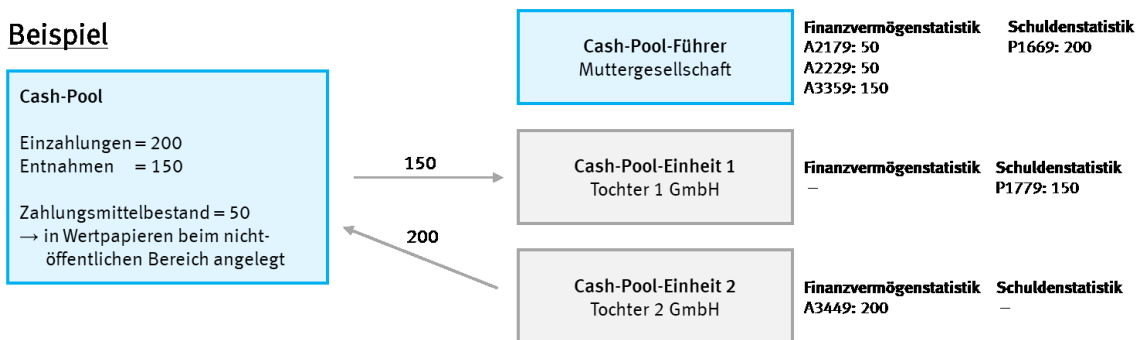 Beispiel
Cash-Pool
Einzahlungen = 200
Entnahmen = 150
Zahlungsmittelbestand = 50
→ in Wertpapieren beim nicht-
öffentlichen Bereich angelegt
150
200
Cash-Pool-Führer
Muttergesellschaft
Finanzvermögenstatistik Schuldenstatistik
A2179: 50 P1669: 200
A2229: 50
A3359: 150
Cash-Pool-Einheit 1
Tochter 1 GmbH
Finanzvermögenstatistik Schuldenstatistik
– P1779: 150
Cash-Pool-Einheit 2
Tochter 2 GmbH
Finanzvermögenstatistik Schuldenstatistik
A3449: 200 –